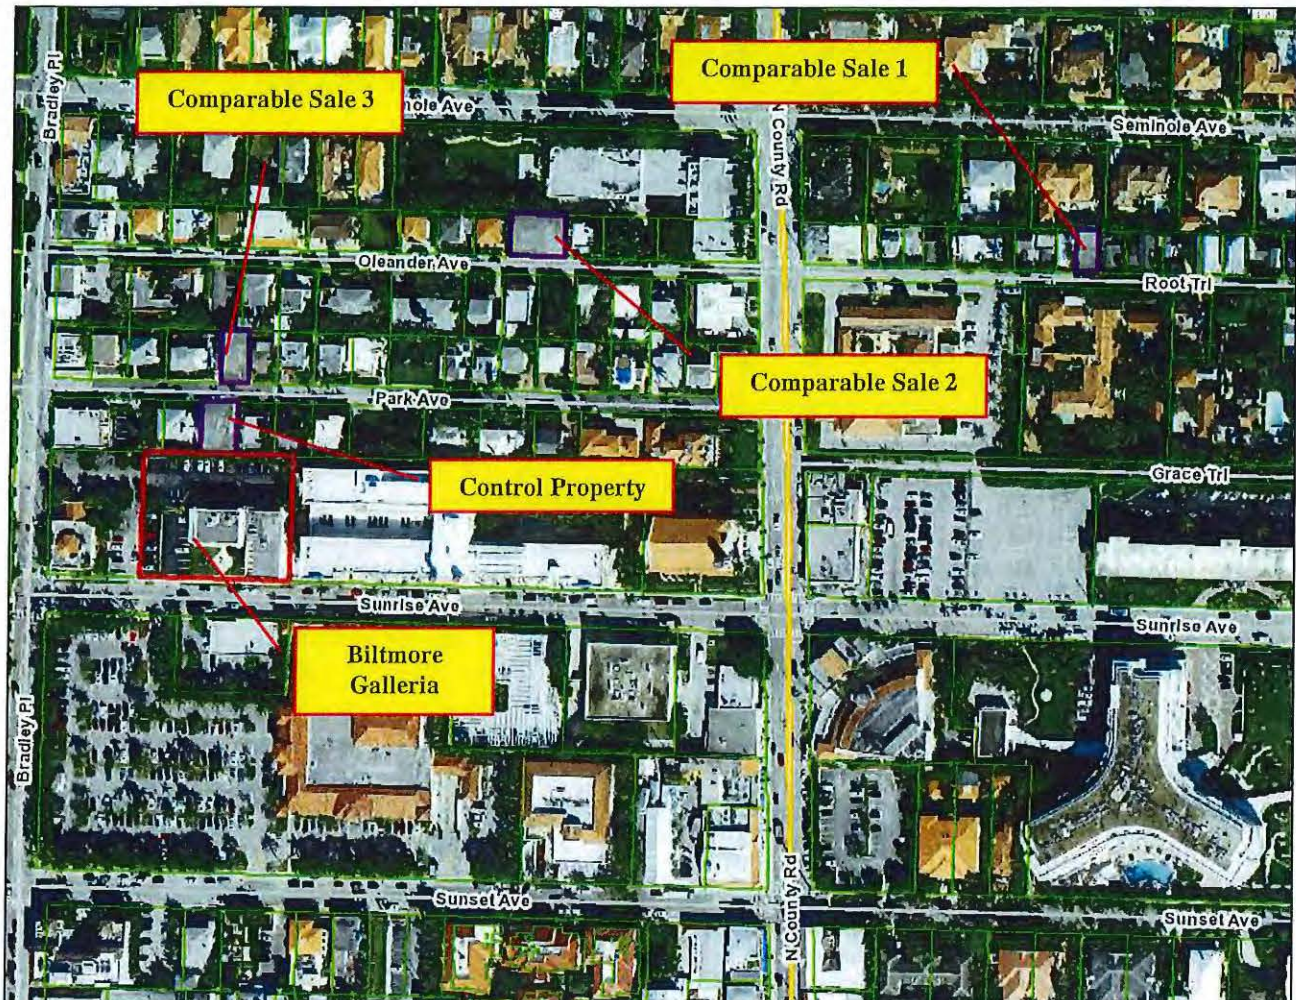 Bradley Pl
Comparable Sale 3
nole Ave
Comparable Sale 1
N County Rd
Seminole Ave
Oleander Ave
Root Trl
Comparable Sale 2
Park Ave
Control Property
Grace Trl
Sunrise Ave
Sunrise Ave
Biltmore
Galleria
Bradley Pl
Sunset Ave
N County Rd
Sunset Ave